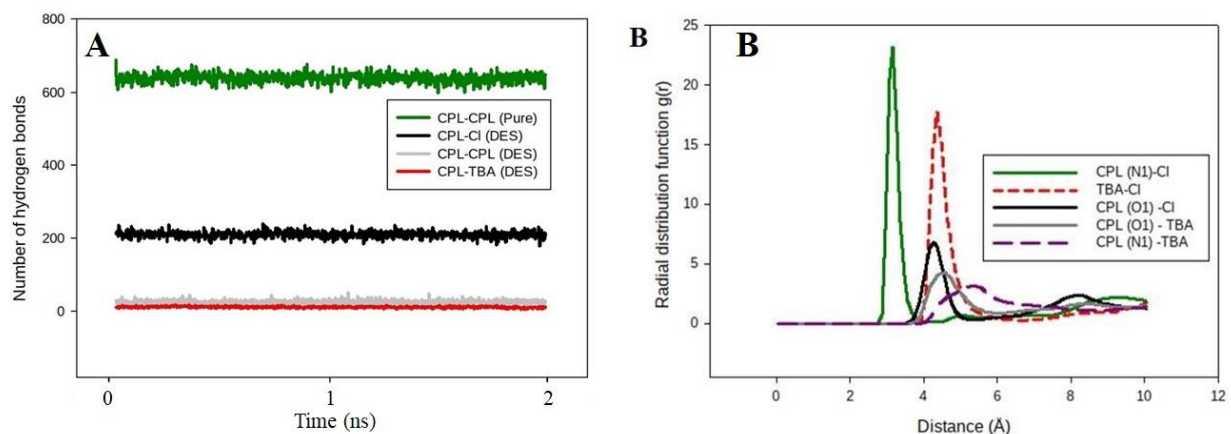 A
800
600
400
200
0
Number of hydrogen bonds
CPL-CPL (Pure)
CPL-Cl (DES)
CPL-CPL (DES)
CPL-TBA (DES)
0 1 2
Time (ns)
B
B
25
20
15
10
5
0
Radial distribution function g(r)
CPL (N1)-Cl
TBA-Cl
CPL (O1) -Cl
CPL (O1) - TBA
CPL (N1) -TBA
0 2 4 6 8 10 12
Distance (Å)